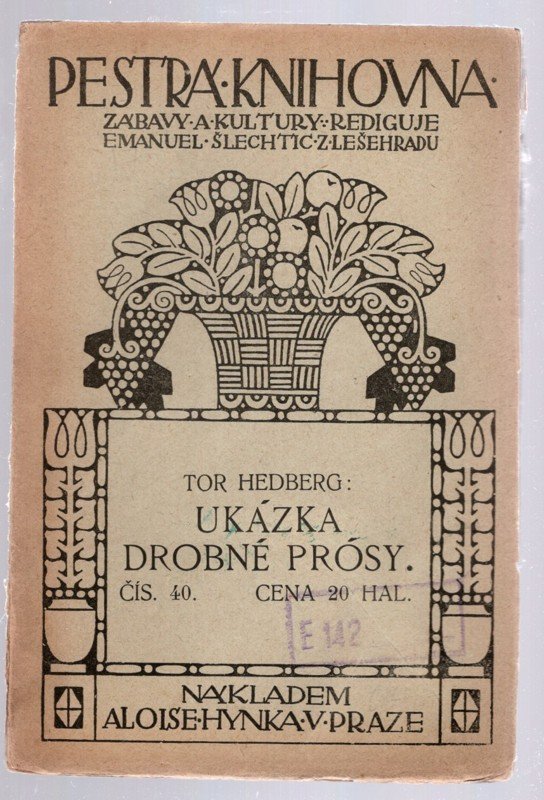 PESTRÁ·KNIHOVNA·
ZÁBAVY·A·KULTURY·:·REDIGUJE
EMANUEL·ŠLECHTIC·Z·LEŠEHRADU
TOR HEDBERG:
UKÁZKA
DROBNÉ PRÓSY.
ČÍS. 40. CENA 20 HAL.
F 142
NÁKLADEM
ALOISE·HYNKA·V·PRAZE